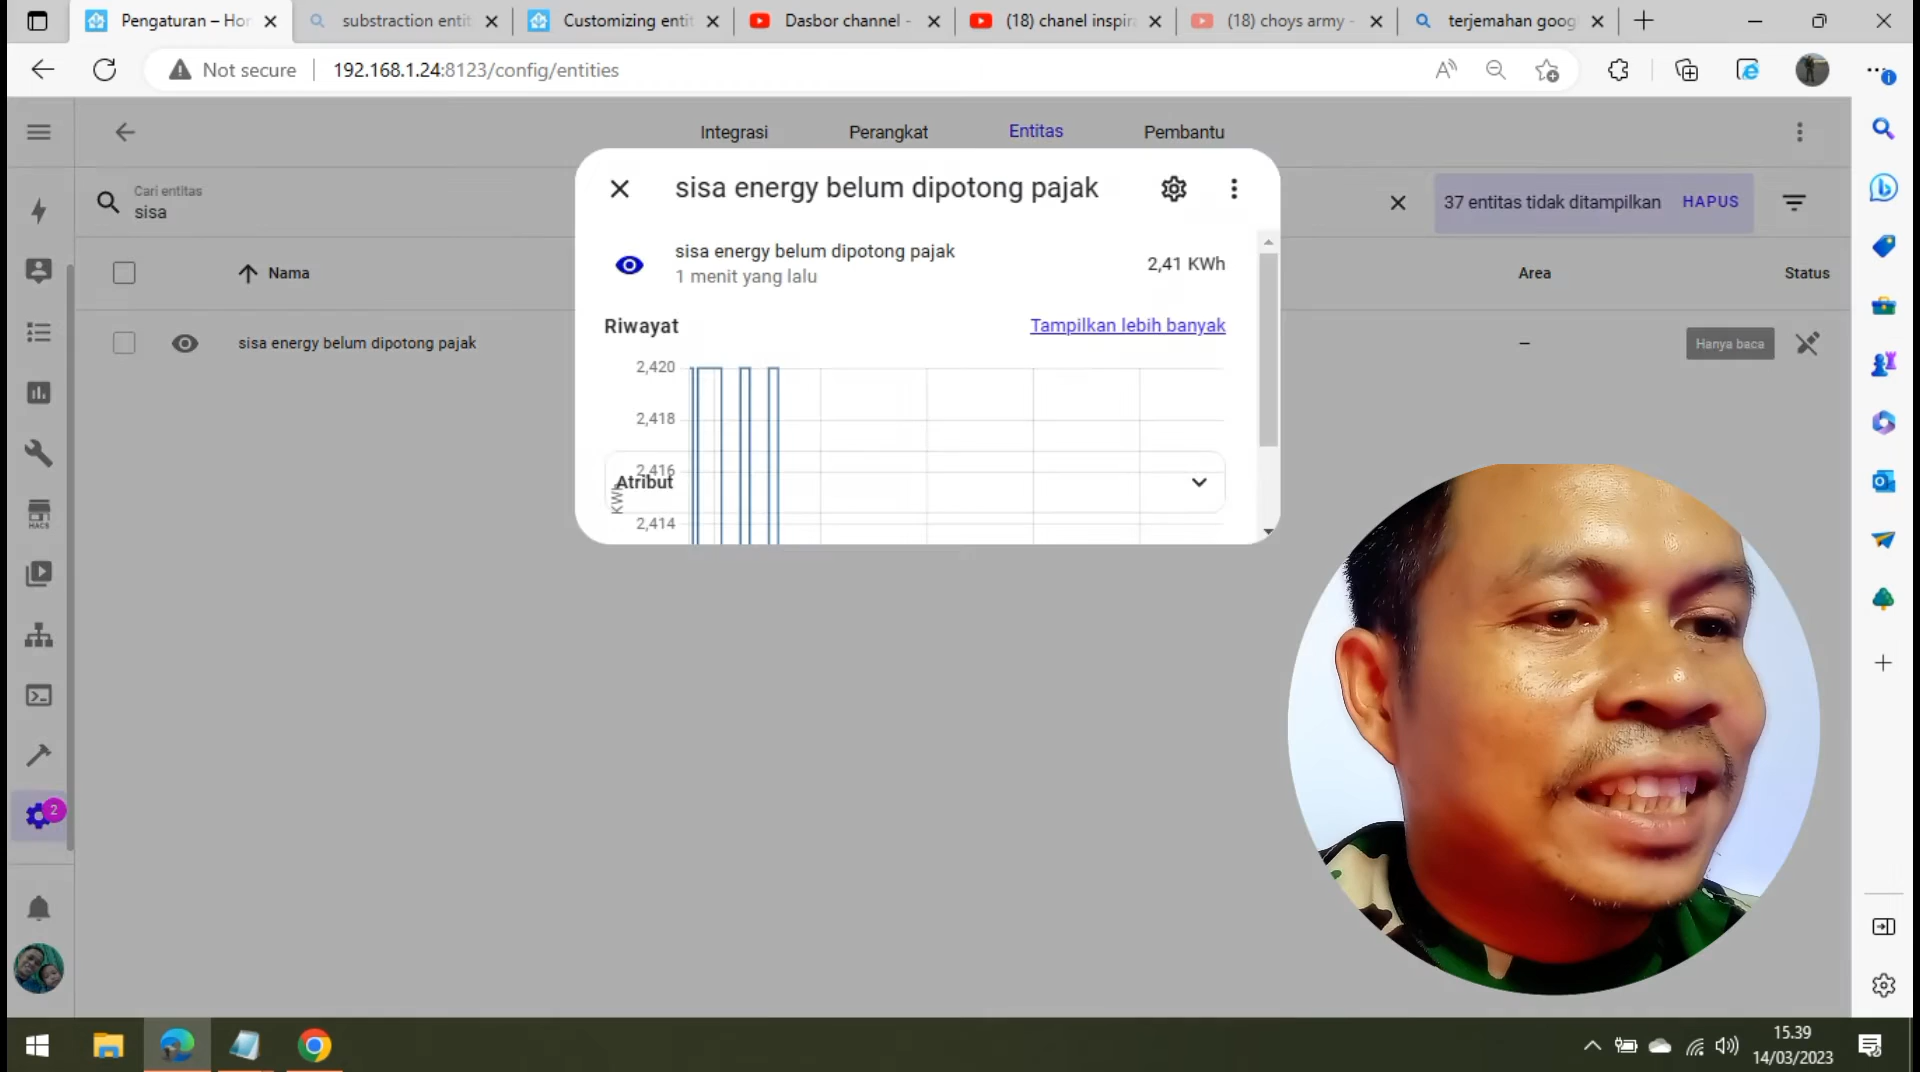 Pengaturan – Hor
substraction entit
Customizing entit
Dasbor channel -
(18) chanel inspira
(18) choys army -
terjemahan goog
Not secure
192.168.1.24:8123/config/entities
Integrasi
Perangkat
Entitas
Pembantu
Cari entitas
sisa
37 entitas tidak ditampilkan
HAPUS
Nama
Area
Status
sisa energy belum dipotong pajak
–
Hanya baca
sisa energy belum dipotong pajak
sisa energy belum dipotong pajak
1 menit yang lalu
2,41 KWh
Riwayat
Tampilkan lebih banyak
2,420
2,418
2,416
Atribut
KWh
2,414
HACS
2
15.39
14/03/2023